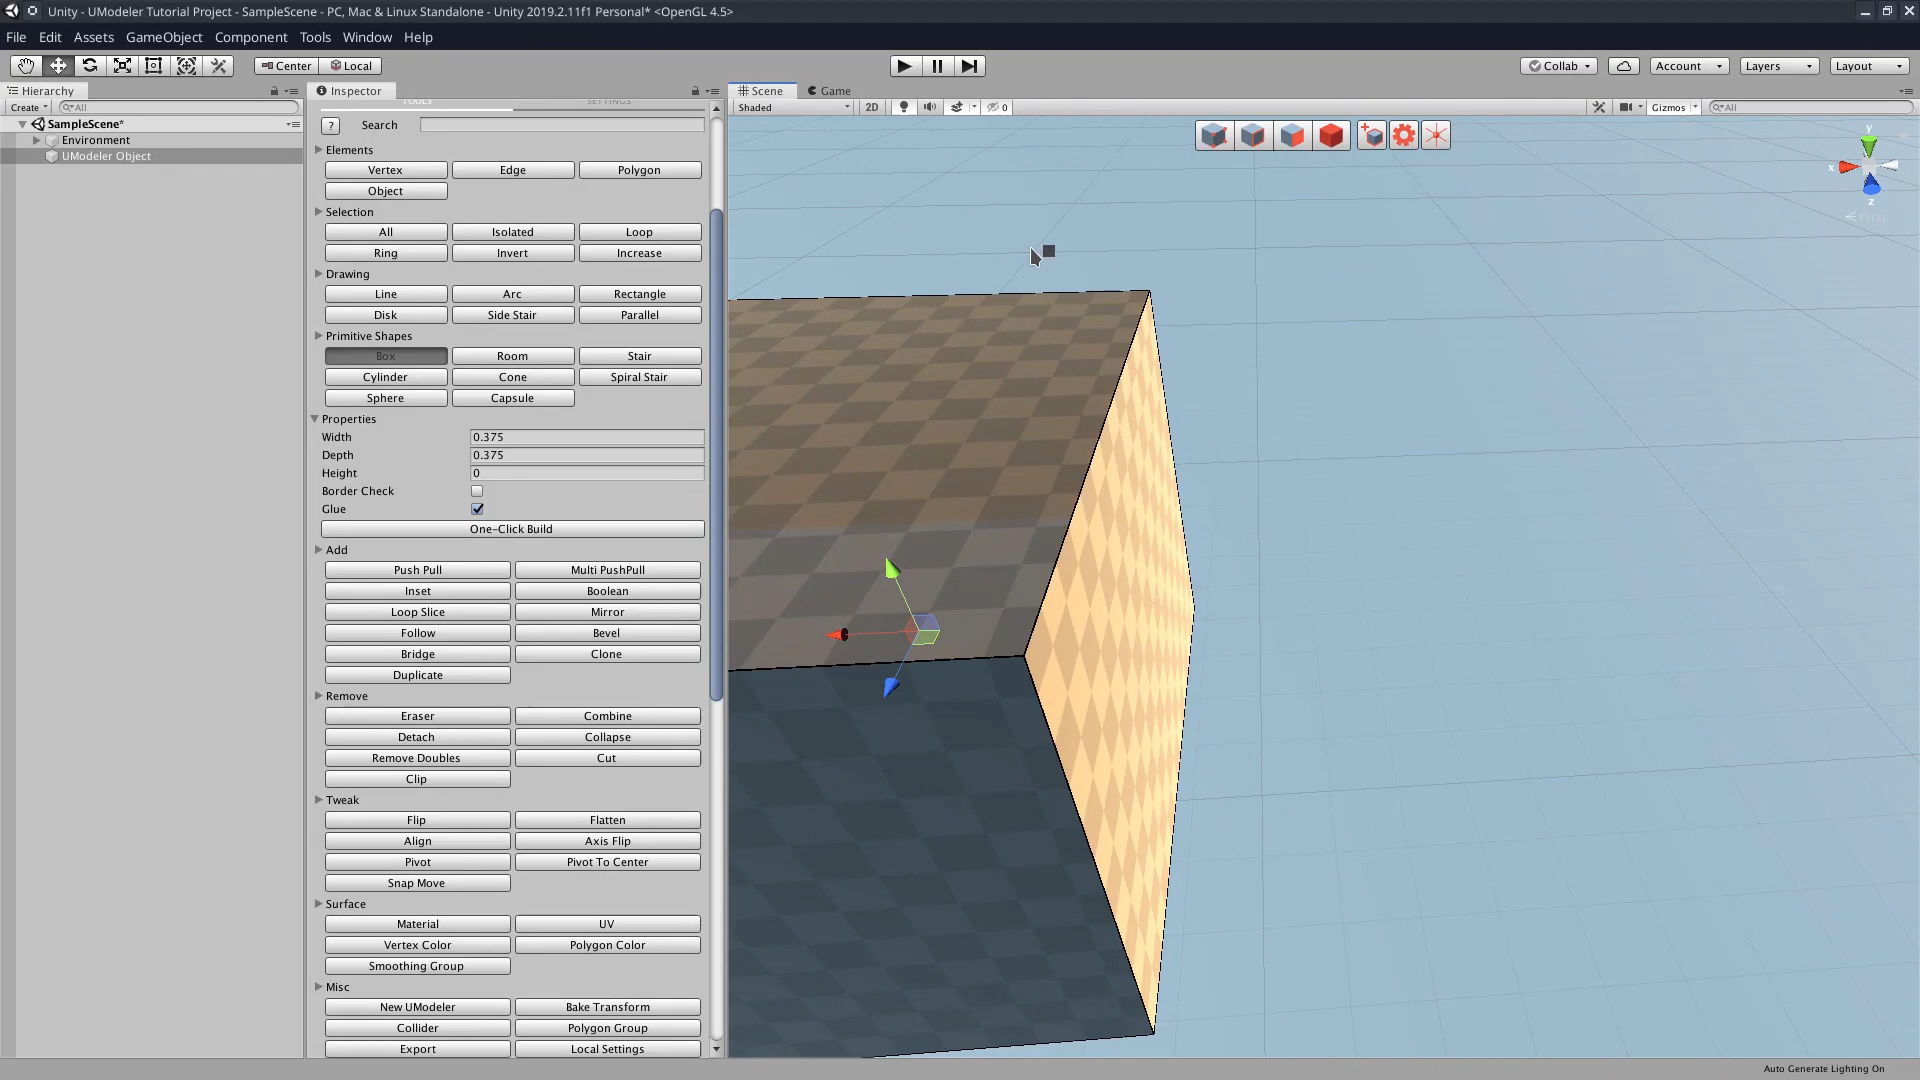 Unity - UModeler Tutorial Project - SampleScene - PC, Mac & Linux Standalone - Unity 2019.2.11f1 Personal* <OpenGL 4.5>
File Edit Assets GameObject Component Tools Window Help
Center Local Collab Account Layers Layout
Hierarchy
Create All
SampleScene*
Environment
UModeler Object
Inspector
TOOLS SETTINGS
? Search
Elements
Vertex Edge Polygon
Object
Selection
All Isolated Loop
Ring Invert Increase
Drawing
Line Arc Rectangle
Disk Side Stair Parallel
Primitive Shapes
Box Room Stair
Cylinder Cone Spiral Stair
Sphere Capsule
Properties
Width 0.375
Depth 0.375
Height 0
Border Check
Glue
One-Click Build
Add
Push Pull Multi PushPull
Inset Boolean
Loop Slice Mirror
Follow Bevel
Bridge Clone
Duplicate
Remove
Eraser Combine
Detach Collapse
Remove Doubles Cut
Clip
Tweak
Flip Flatten
Align Axis Flip
Pivot Pivot To Center
Snap Move
Surface
Material UV
Vertex Color Polygon Color
Smoothing Group
Misc
New UModeler Bake Transform
Collider Polygon Group
Export Local Settings
Scene Game
Shaded 2D 0 Gizmos All
y
x
z
Persp
Auto Generate Lighting On